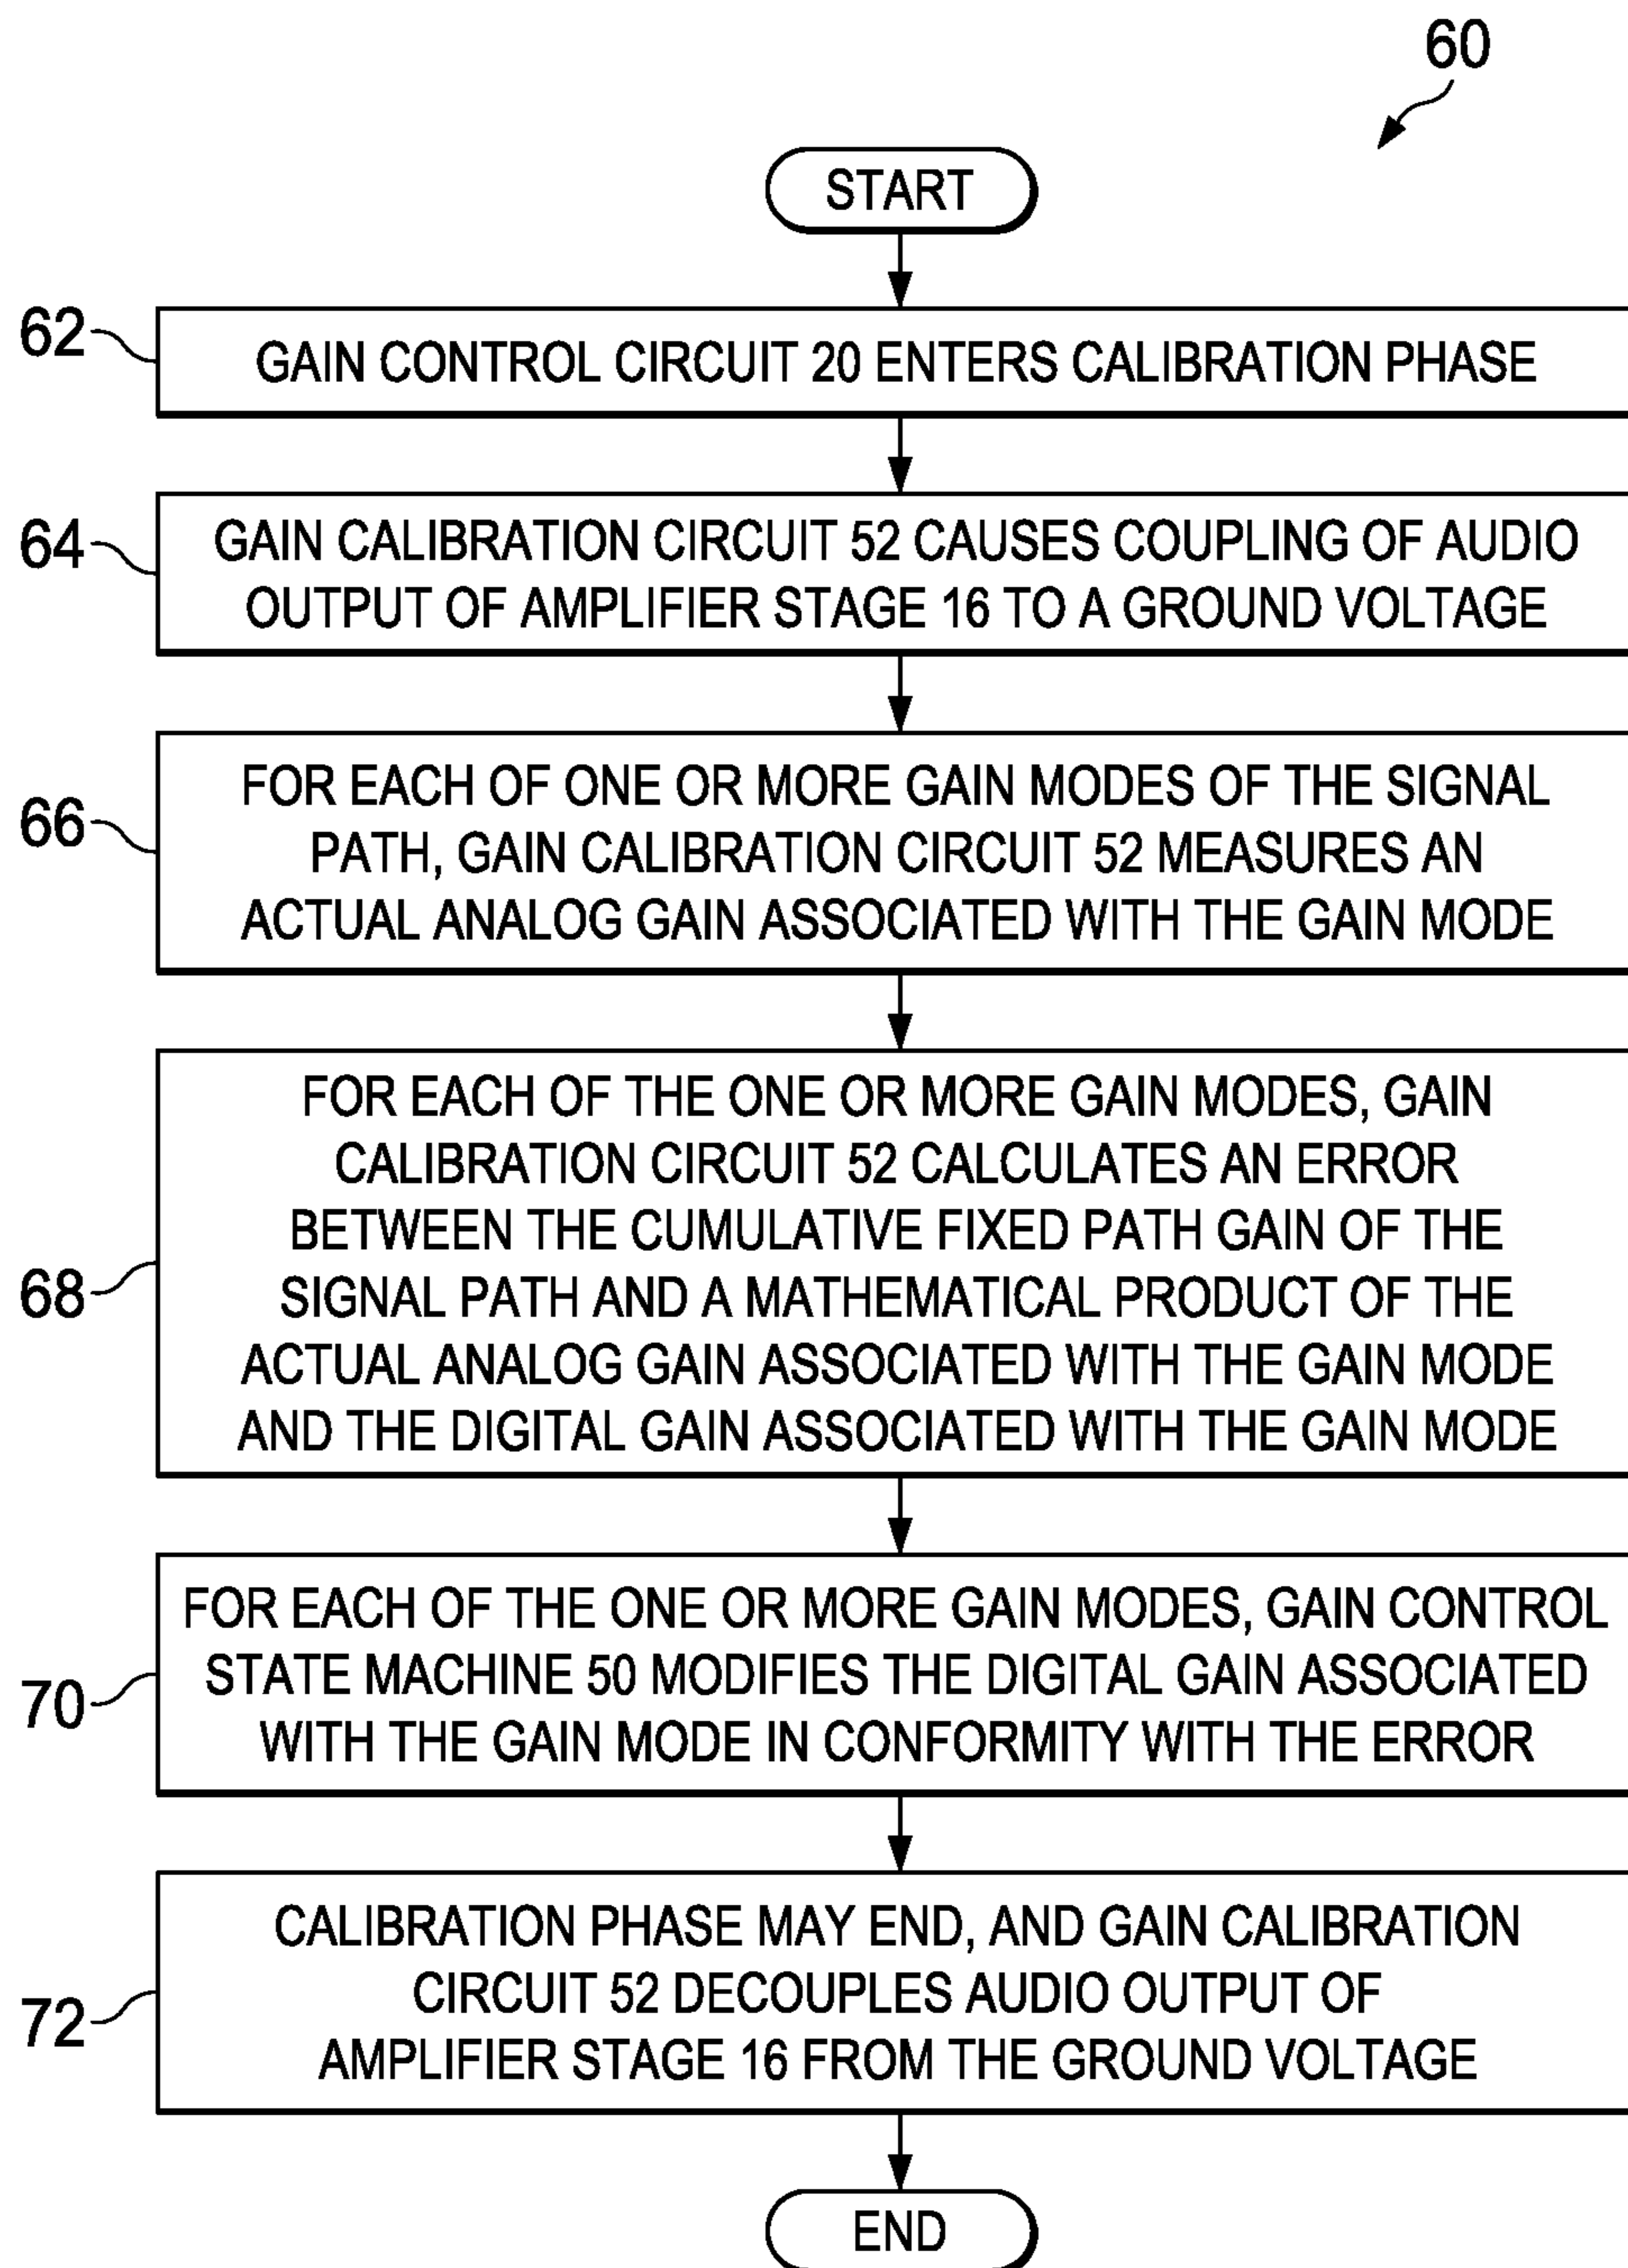 60
START
62
GAIN CONTROL CIRCUIT 20 ENTERS CALIBRATION PHASE
64
GAIN CALIBRATION CIRCUIT 52 CAUSES COUPLING OF AUDIO
OUTPUT OF AMPLIFIER STAGE 16 TO A GROUND VOLTAGE
66
FOR EACH OF ONE OR MORE GAIN MODES OF THE SIGNAL
PATH, GAIN CALIBRATION CIRCUIT 52 MEASURES AN
ACTUAL ANALOG GAIN ASSOCIATED WITH THE GAIN MODE
68
FOR EACH OF THE ONE OR MORE GAIN MODES, GAIN
CALIBRATION CIRCUIT 52 CALCULATES AN ERROR
BETWEEN THE CUMULATIVE FIXED PATH GAIN OF THE
SIGNAL PATH AND A MATHEMATICAL PRODUCT OF THE
ACTUAL ANALOG GAIN ASSOCIATED WITH THE GAIN MODE
AND THE DIGITAL GAIN ASSOCIATED WITH THE GAIN MODE
70
FOR EACH OF THE ONE OR MORE GAIN MODES, GAIN CONTROL
STATE MACHINE 50 MODIFIES THE DIGITAL GAIN ASSOCIATED
WITH THE GAIN MODE IN CONFORMITY WITH THE ERROR
72
CALIBRATION PHASE MAY END, AND GAIN CALIBRATION
CIRCUIT 52 DECOUPLES AUDIO OUTPUT OF
AMPLIFIER STAGE 16 FROM THE GROUND VOLTAGE
END